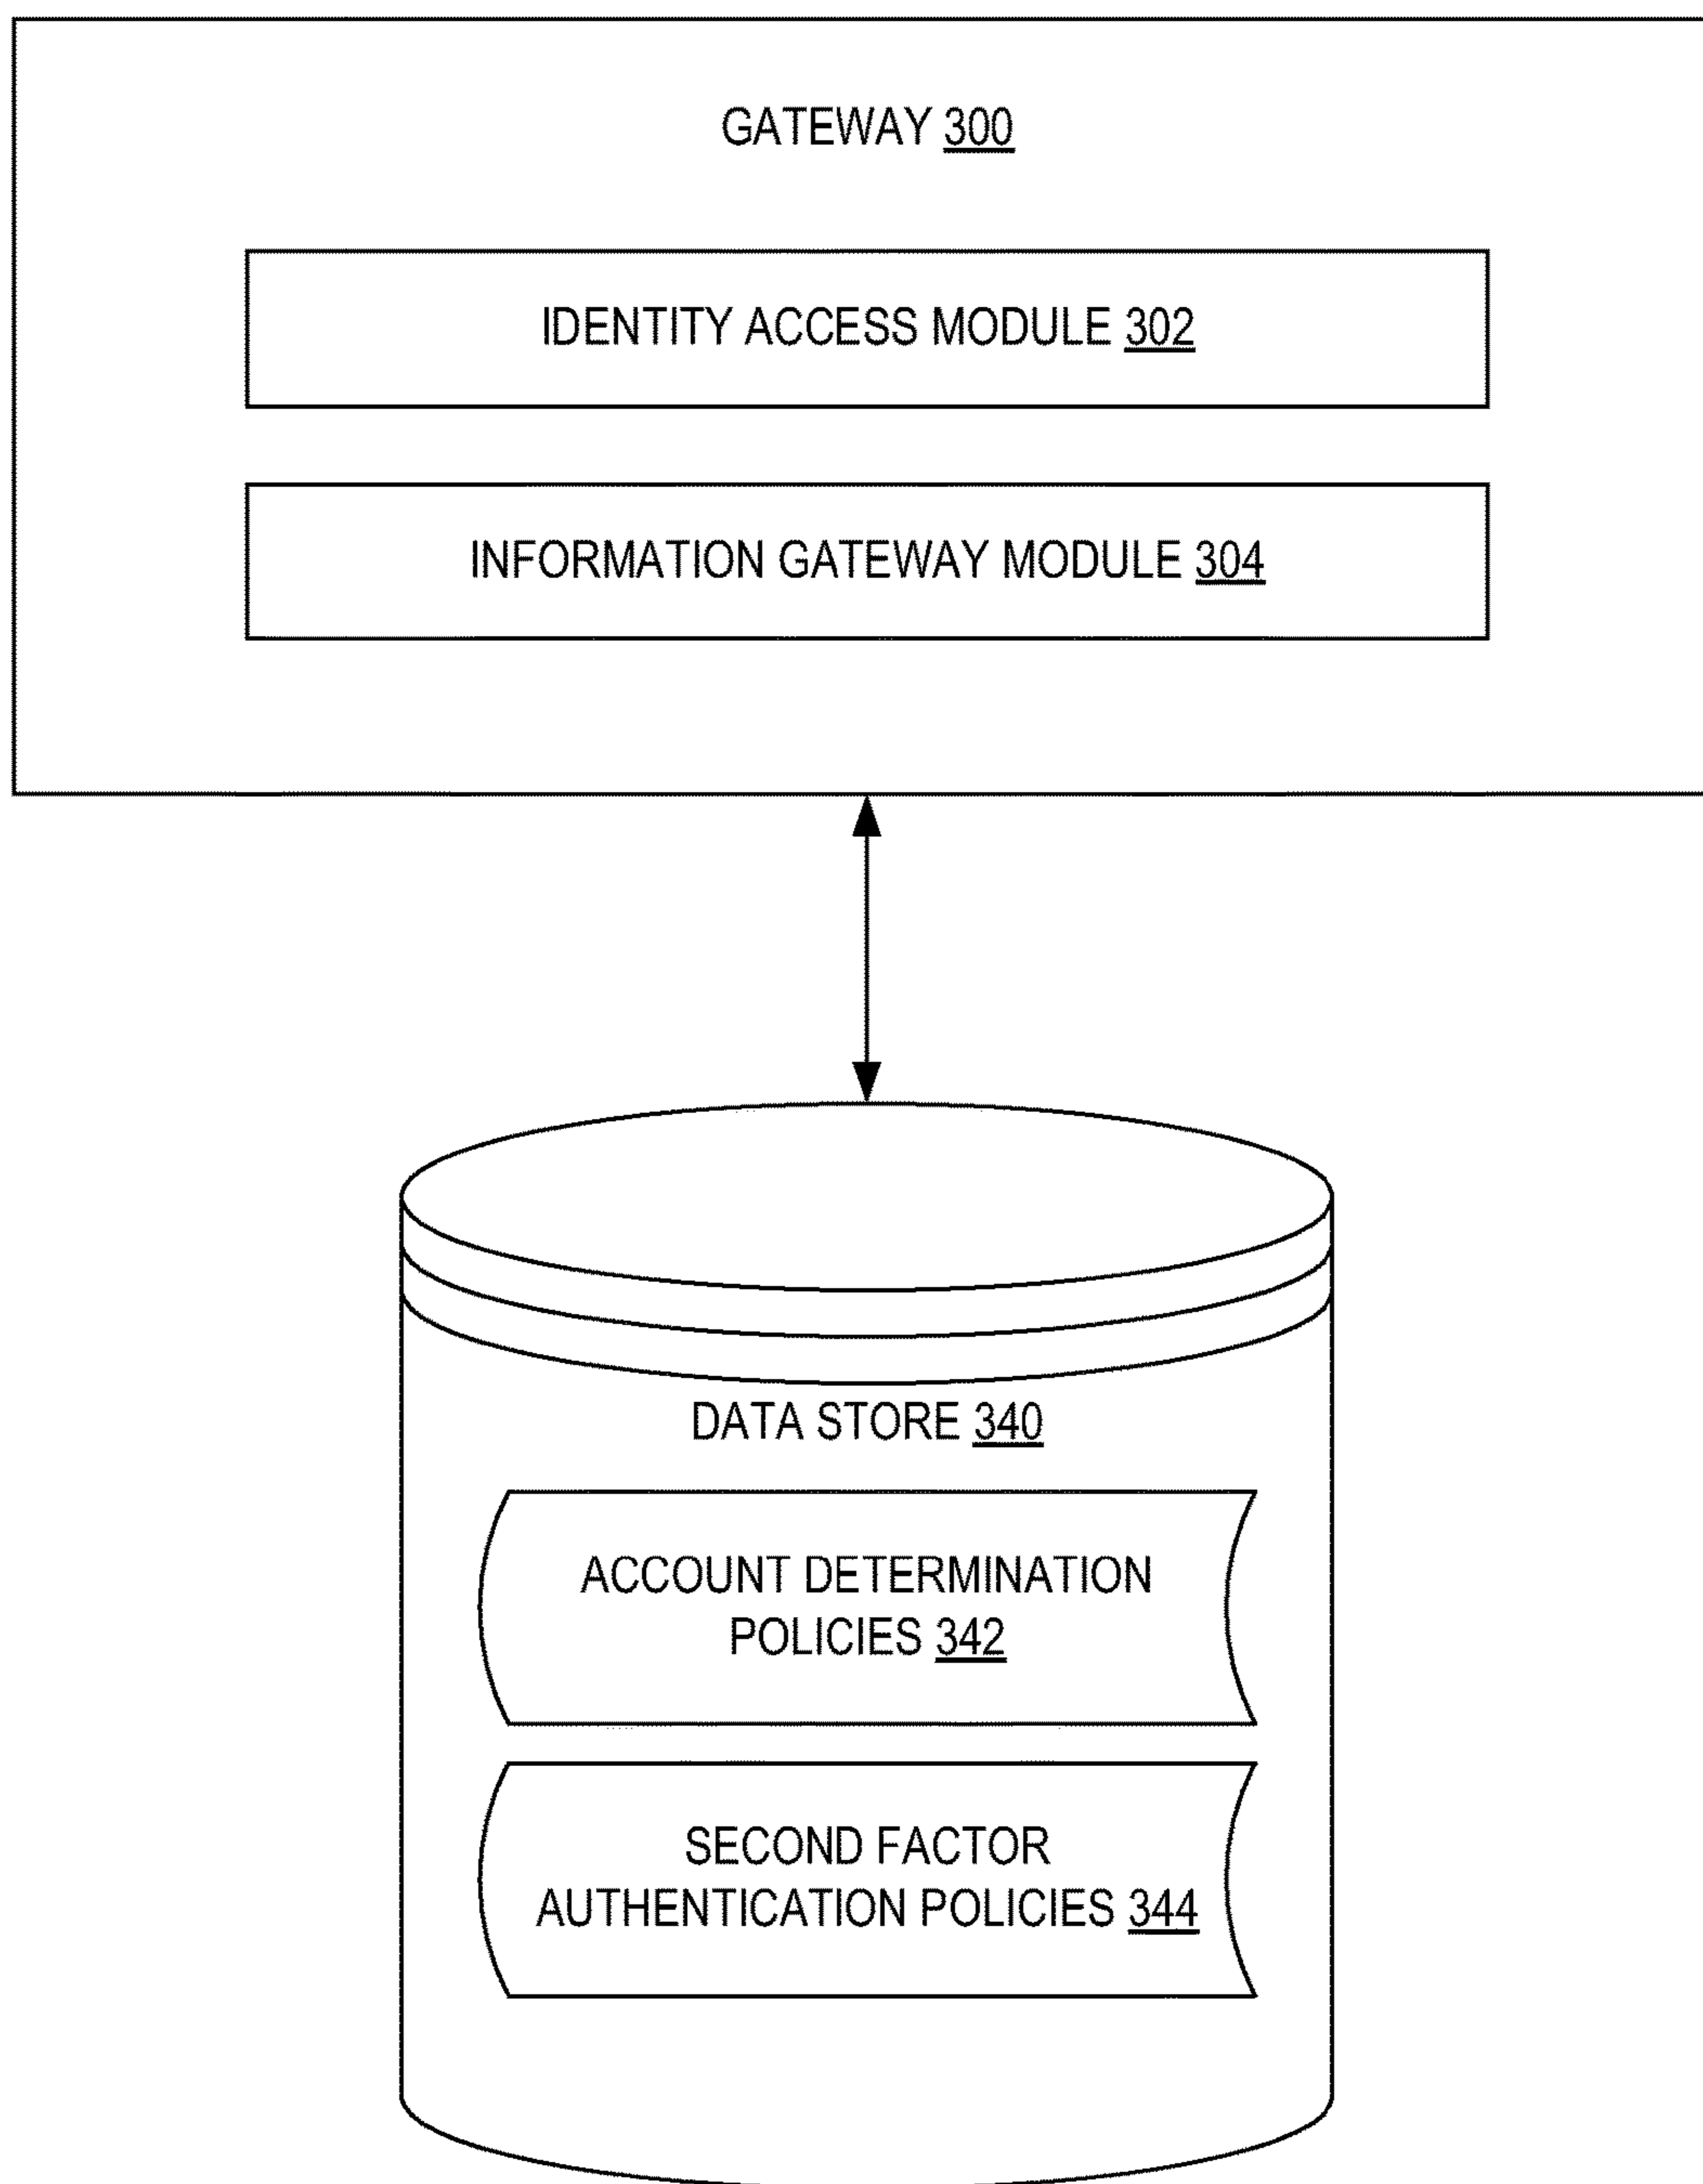 GATEWAY 300
IDENTITY ACCESS MODULE 302
INFORMATION GATEWAY MODULE 304
DATA STORE 340
ACCOUNT DETERMINATION
POLICIES 342
SECOND FACTOR
AUTHENTICATION POLICIES 344